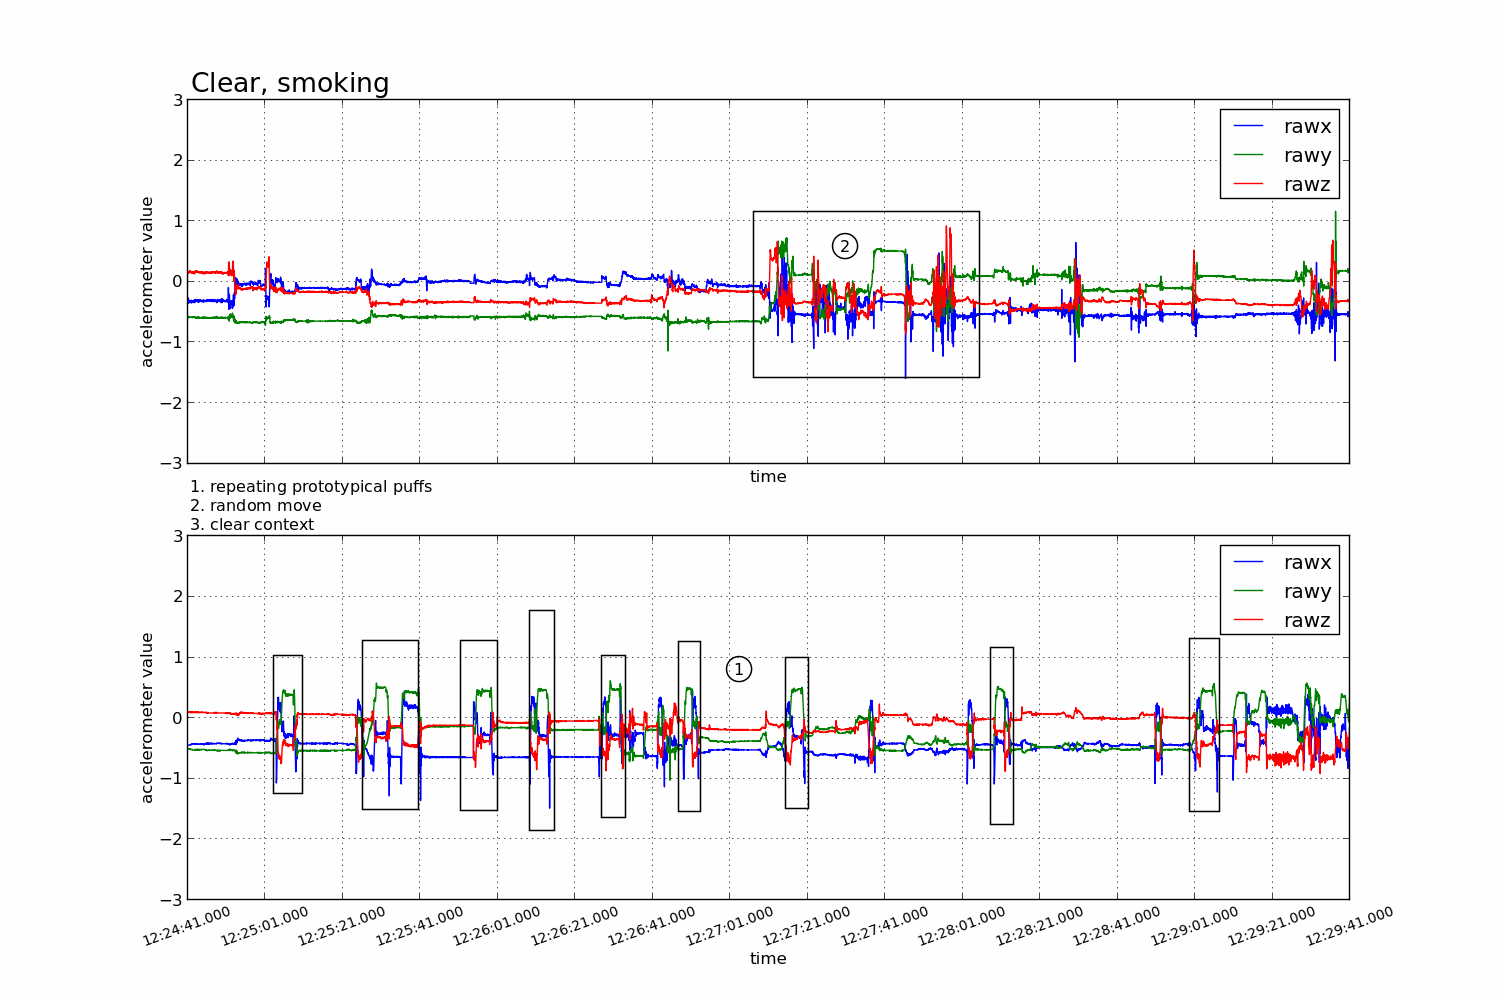 Clear, smoking
3
2
1
0
−1
−2
−3
accelerometer value
rawx
rawy
rawz
2
time
1. repeating prototypical puffs
2. random move
3. clear context
3
2
1
0
−1
−2
−3
accelerometer value
rawx
rawy
rawz
1
12:24:41.000
12:25:01.000
12:25:21.000
12:25:41.000
12:26:01.000
12:26:21.000
12:26:41.000
12:27:01.000
12:27:21.000
12:27:41.000
12:28:01.000
12:28:21.000
12:28:41.000
12:29:01.000
12:29:21.000
12:29:41.000
time